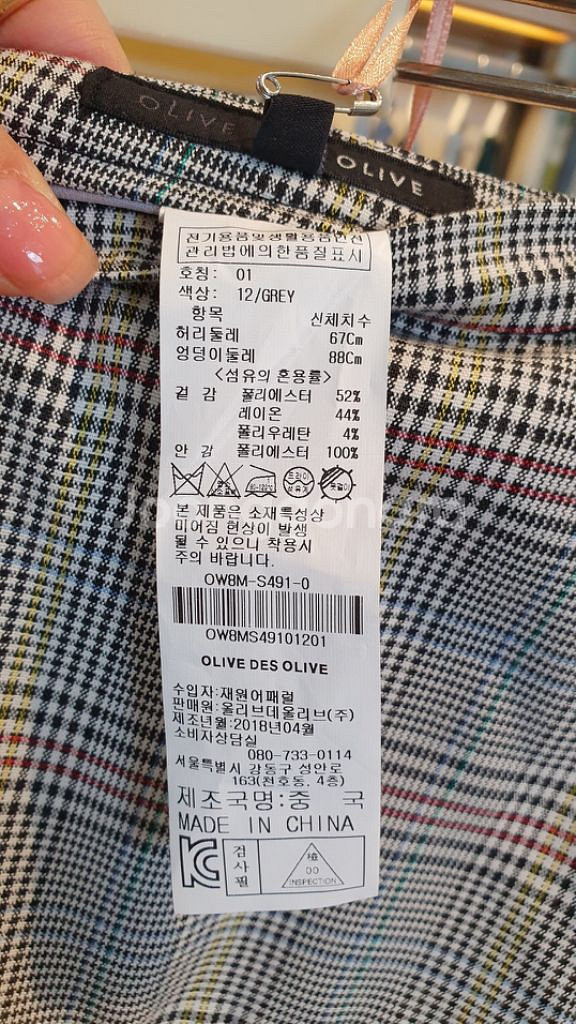 OLIVE
OLIVE
전기용품및생활용품안전
관리법에의한품질표시
호칭: 01
색상: 12/GREY
항목 신체치수
허리둘레 67Cm
엉덩이둘레 88Cm
<섬유의 혼용률>
겉 감 폴리에스터 52%
레이온 44%
폴리우레탄 4%
안 감 폴리에스터 100%
본 제품은 소재특성상
미어짐 현상이 발생
될 수 있으니 착용시
주의 바랍니다.
OW8M-S491-0
OW8MS49101201
OLIVE DES OLIVE
수입자:재원어패럴
판매원:올리브데올리브(주)
제조년월:2018년04월
소비자상담실
080-733-0114
서울특별시 강동구 성안로
163(천호동, 4층)
제조국명:중 국
MADE IN CHINA
검사필
檢
00
INSPECTION